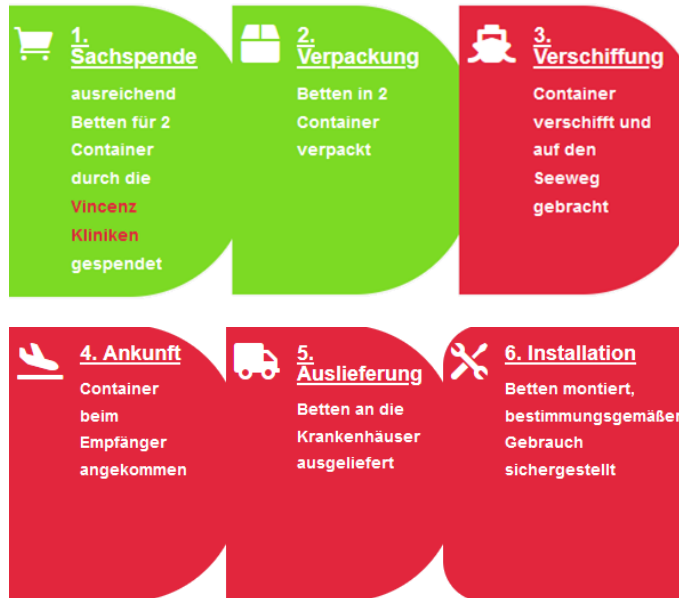 1.
Sachspende
ausreichend
Betten für 2
Container
durch die
Vincenz
Kliniken
gespendet
2.
Verpackung
Betten in 2
Container
verpackt
3.
Verschiffung
Container
verschifft und
auf den
Seeweg
gebracht
4. Ankunft
Container
beim
Empfänger
angekommen
5.
Auslieferung
Betten an die
Krankenhäuser
ausgeliefert
6. Installation
Betten montiert,
bestimmungsgemäßer
Gebrauch
sichergestellt